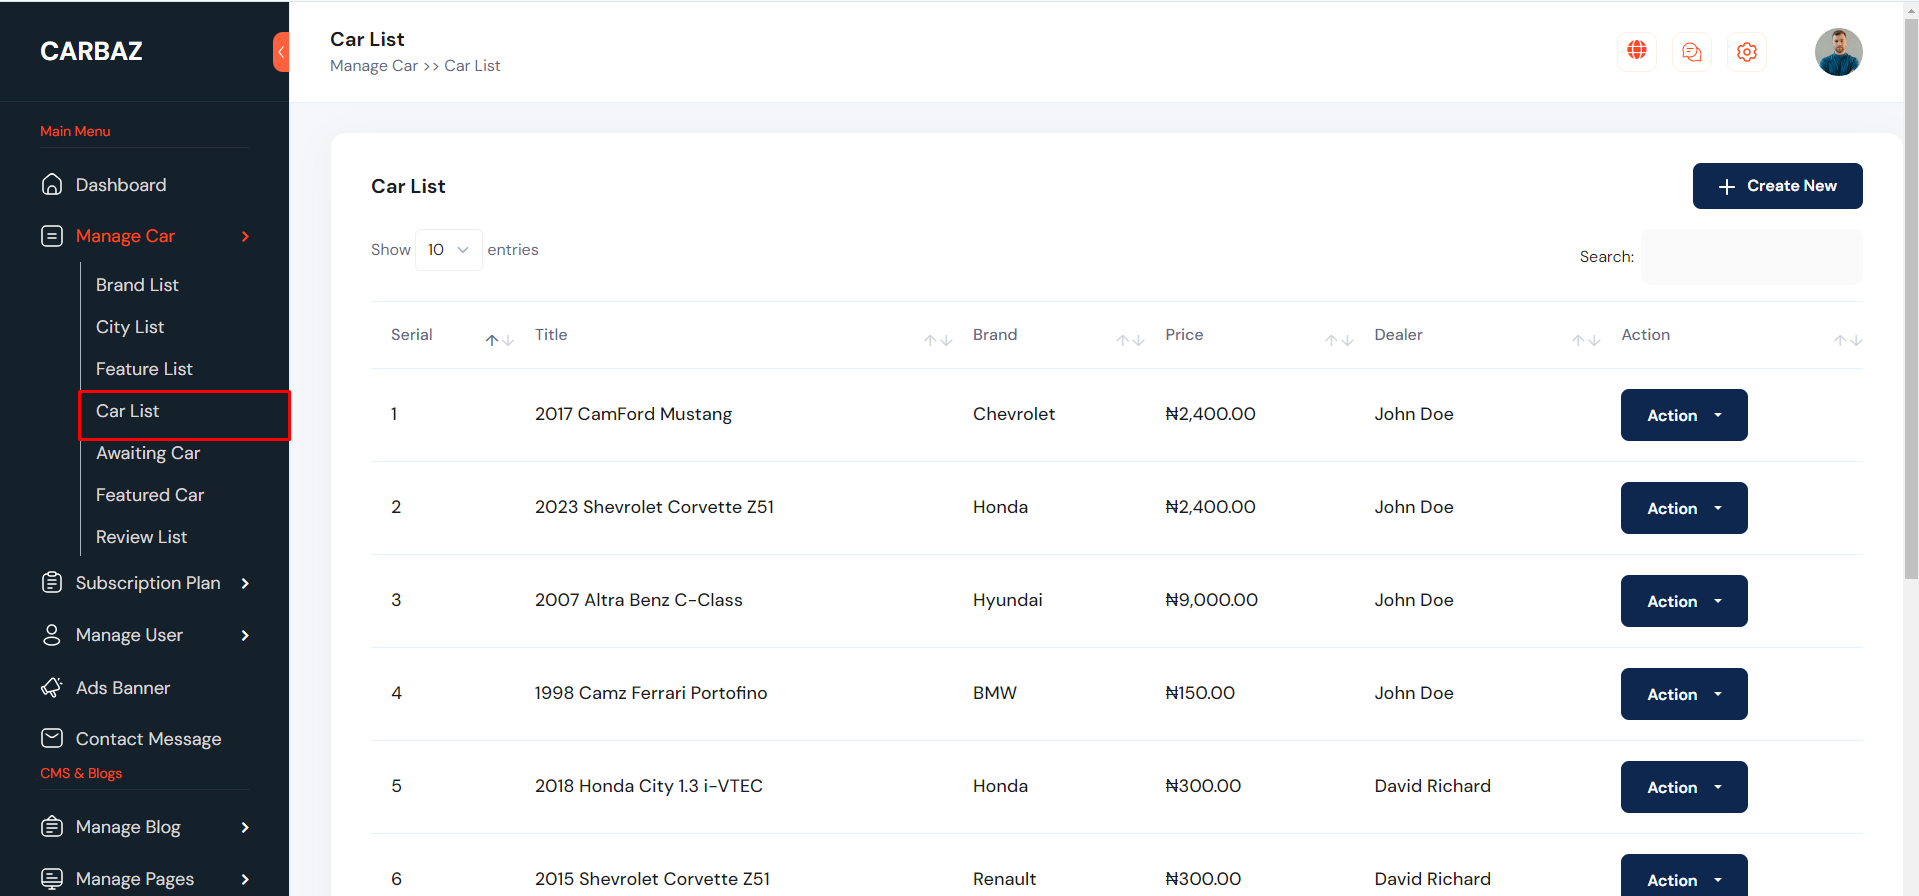 CARBAZ
Main Menu
Dashboard
Manage Car
Brand List
City List
Feature List
Car List
Awaiting Car
Featured Car
Review List
Subscription Plan
Manage User
Ads Banner
Contact Message
CMS & Blogs
Manage Blog
Manage Pages
Car List
Manage Car >> Car List
Car List
Create New
Show 10 entries
Search:
Serial Title Brand Price Dealer Action
1 2017 CamFord Mustang Chevrolet ₦2,400.00 John Doe Action
2 2023 Shevrolet Corvette Z51 Honda ₦2,400.00 John Doe Action
3 2007 Altra Benz C-Class Hyundai ₦9,000.00 John Doe Action
4 1998 Camz Ferrari Portofino BMW ₦150.00 John Doe Action
5 2018 Honda City 1.3 i-VTEC Honda ₦300.00 David Richard Action
6 2015 Shevrolet Corvette Z51 Renault ₦300.00 David Richard Action